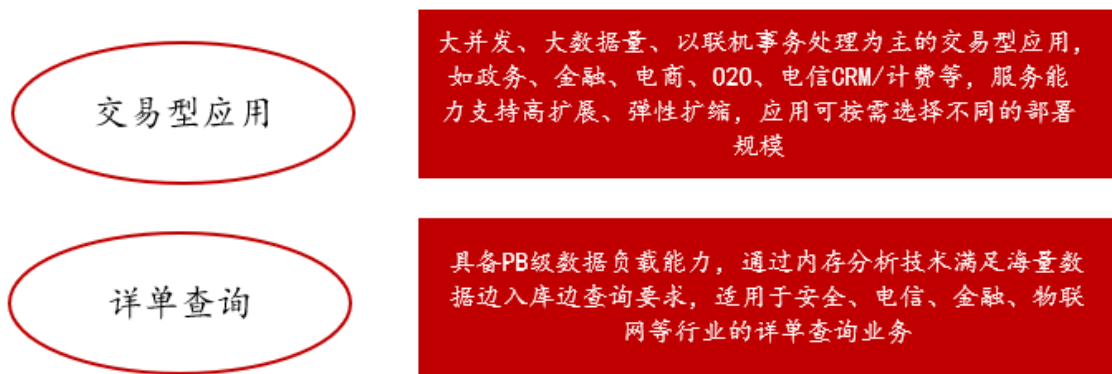 交易型应用
大并发、大数据量、以联机事务处理为主的交易型应用,
如政务、金融、电商、O2O、电信CRM/计费等，服务能
力支持高扩展、弹性扩缩，应用可按需选择不同的部署
规模
详单查询
具备PB级数据负载能力，通过内存分析技术满足海量数
据边入库边查询要求，适用于安全、电信、金融、物联
网等行业的详单查询业务